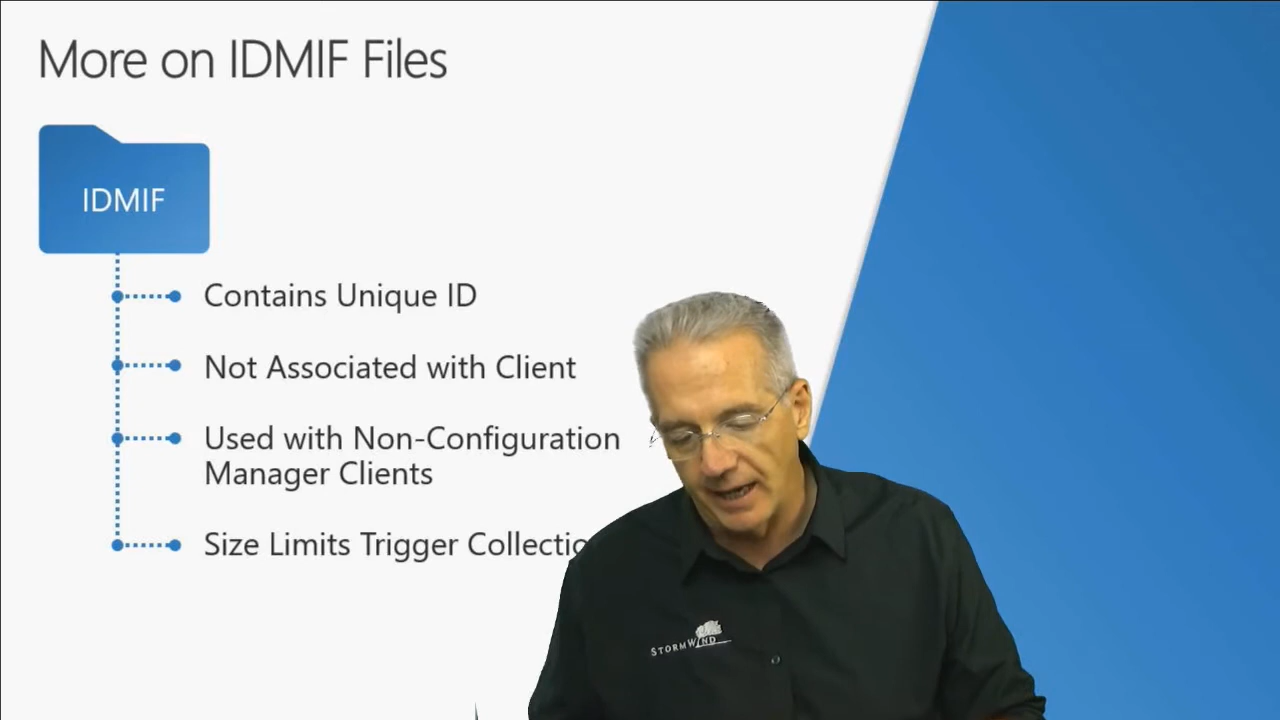 More on IDMIF Files
IDMIF
Contains Unique ID
Not Associated with Client
Used with Non-Configuration
Manager Clients
Size Limits Trigger
STORMWIND